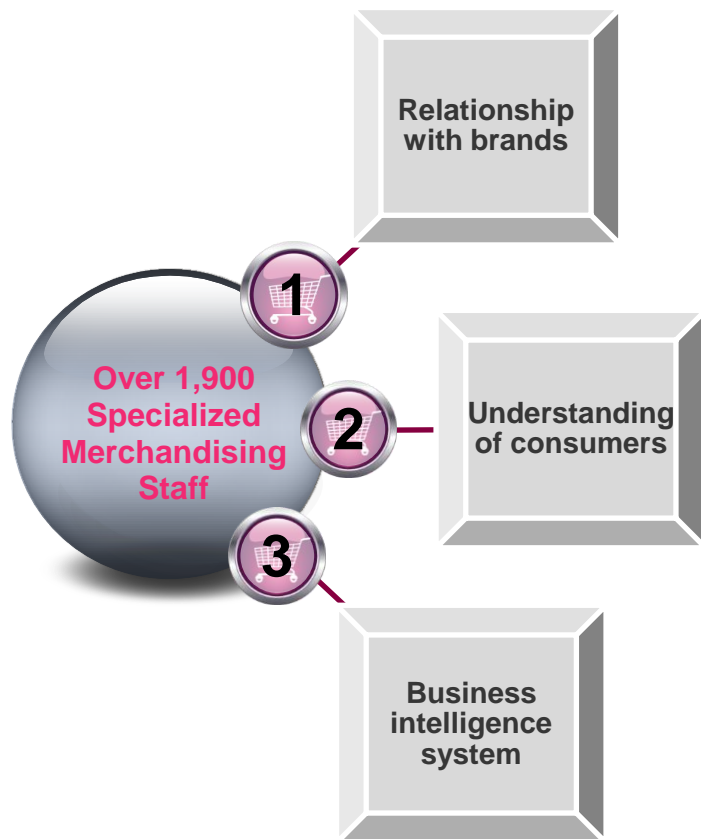 Relationship
with brands
1
Over 1,900
Specialized
Merchandising
Staff
2
Understanding
of consumers
3
Business
intelligence
system